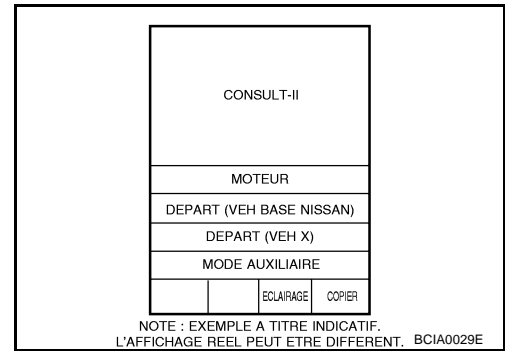 CONSULT-II
MOTEUR
DEPART (VEH BASE NISSAN)
DEPART (VEH X)
MODE AUXILIAIRE
ECLAIRAGE COPIER
NOTE : EXEMPLE A TITRE INDICATIF.
L'AFFICHAGE REEL PEUT ETRE DIFFERENT. BCIA0029E